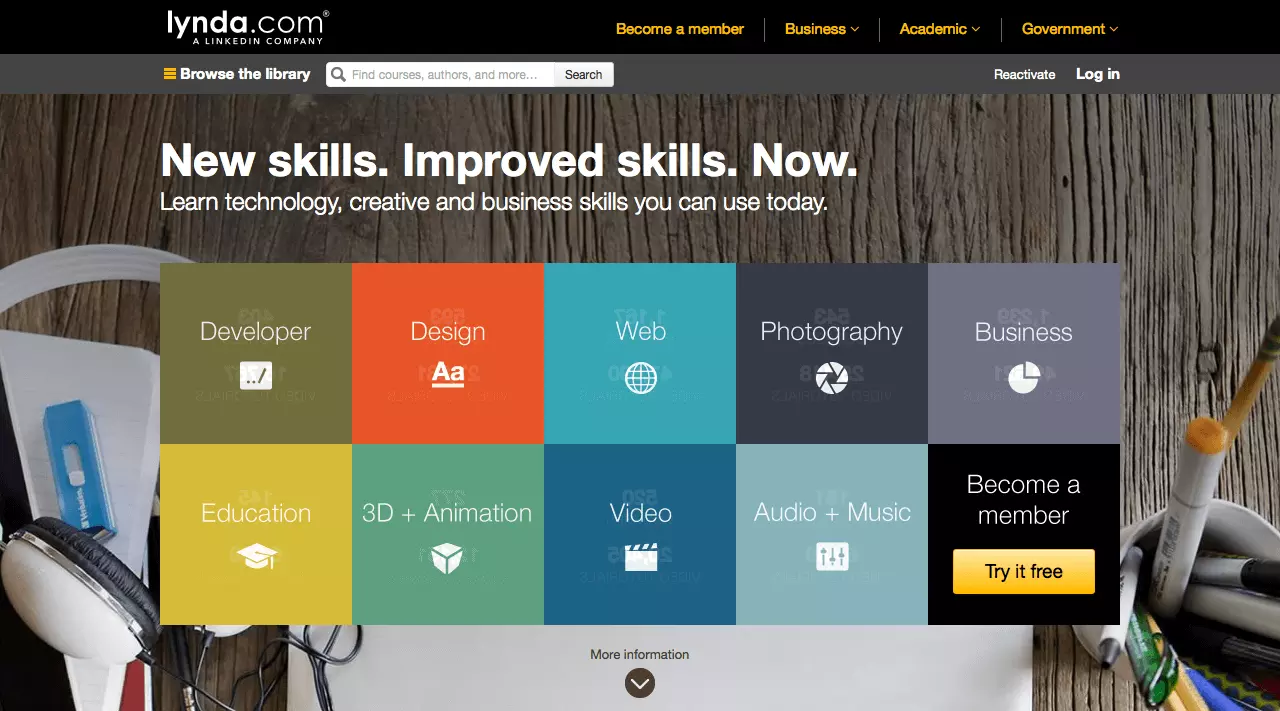 lynda.com®
A LINKEDIN COMPANY
Become a member
Business
Academic
Government
Browse the library
Find courses, authors, and more...
Search
Reactivate
Log in
New skills. Improved skills. Now.
Learn technology, creative and business skills you can use today.
Developer
../
Design
Aa
Web
Photography
Business
Education
3D + Animation
Video
Audio + Music
Become a
member
Try it free
More information
Verbatim